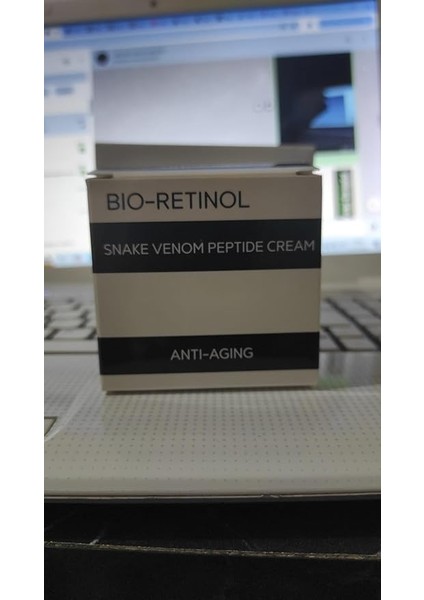 BIO-RETINOL
SNAKE VENOM PEPTIDE CREAM
ANTI-AGING